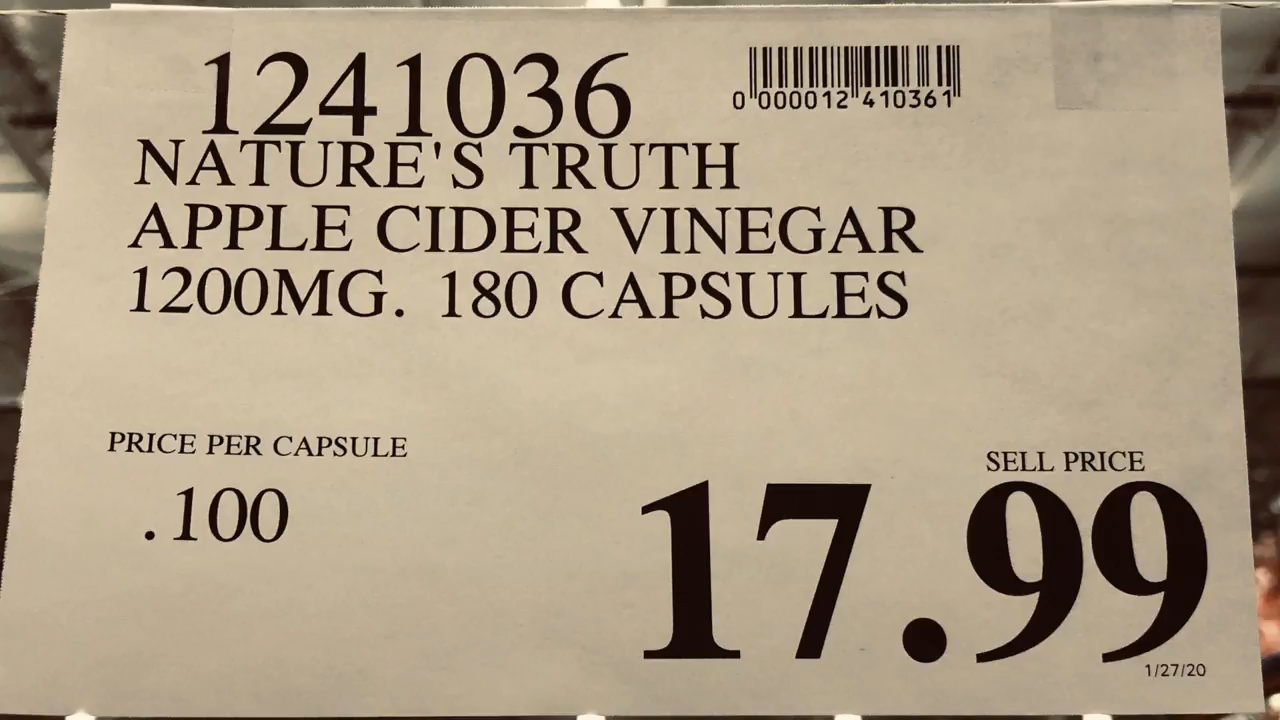 1241036
0 000012 410361
NATURE'S TRUTH
APPLE CIDER VINEGAR
1200MG. 180 CAPSULES
PRICE PER CAPSULE
.100
SELL PRICE
17.99
1/27/20